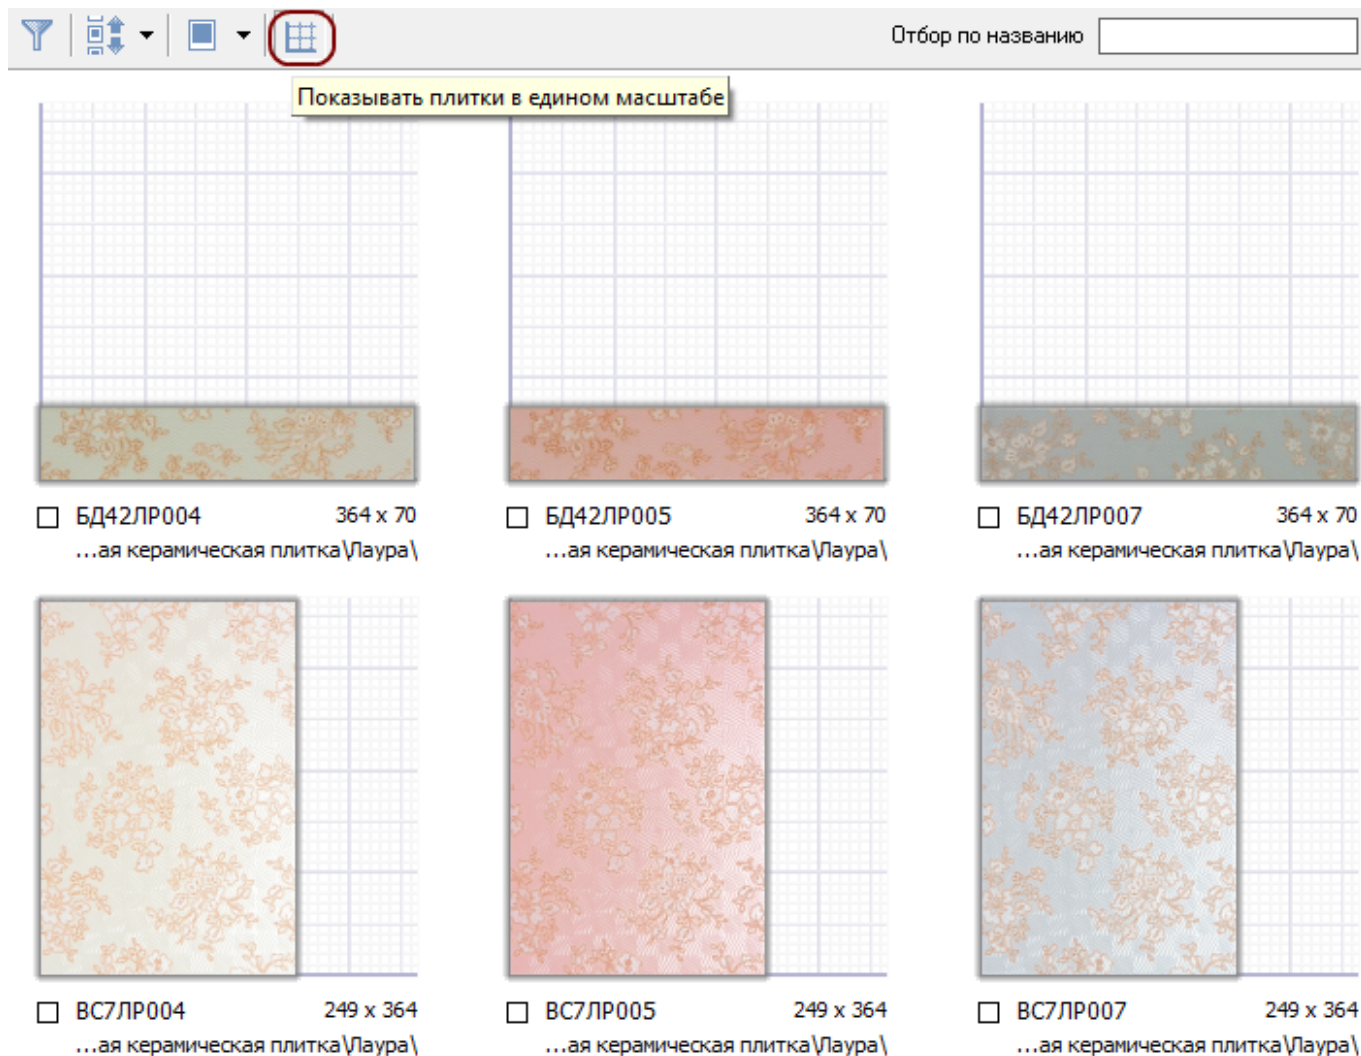 Отбор по названию
Показывать плитки в едином масштабе
БД42ЛР004 364 x 70
...ая керамическая плитка\Лаура\
БД42ЛР005 364 x 70
...ая керамическая плитка\Лаура\
БД42ЛР007 364 x 70
...ая керамическая плитка\Лаура\
ВС7ЛР004 249 x 364
...ая керамическая плитка\Лаура\
ВС7ЛР005 249 x 364
...ая керамическая плитка\Лаура\
ВС7ЛР007 249 x 364
...ая керамическая плитка\Лаура\